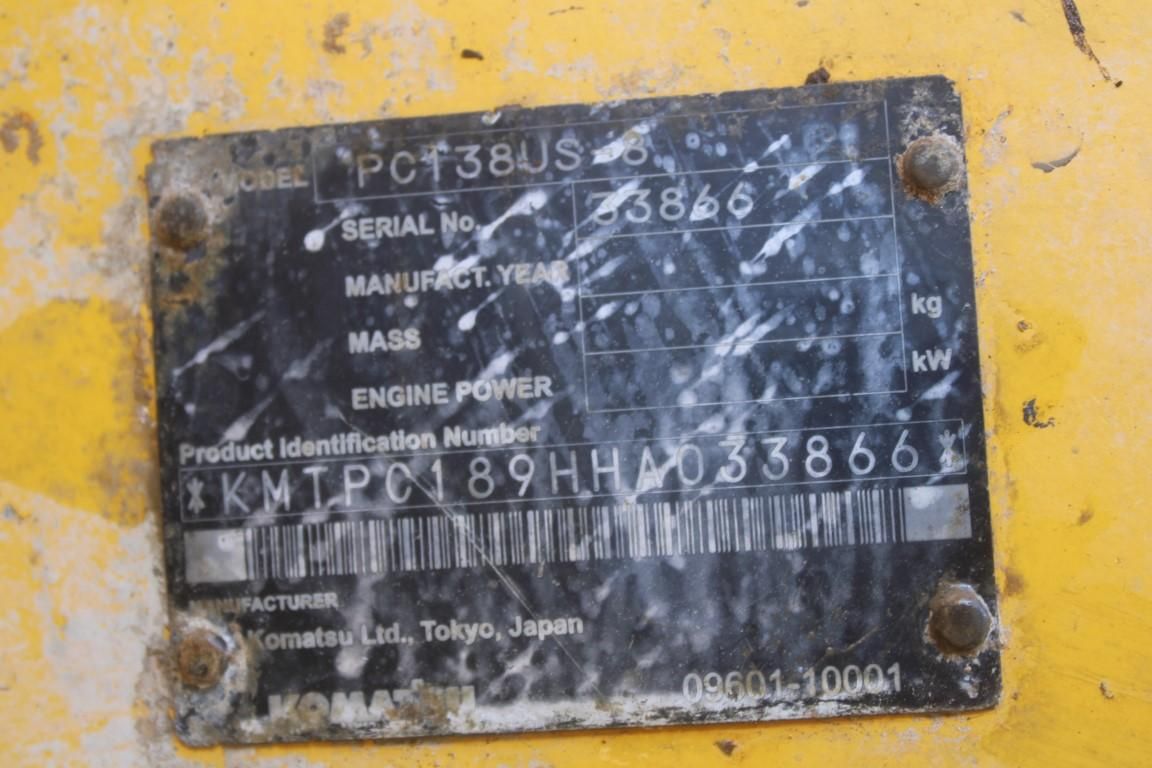 MODEL PC138US-8
SERIAL No. 33866
MANUFACT. YEAR
MASS kg
ENGINE POWER kW
Product Identification Number
*KMTPC189HHA033866*
MANUFACTURER
Komatsu Ltd., Tokyo, Japan
KOMATSU 09601-10001